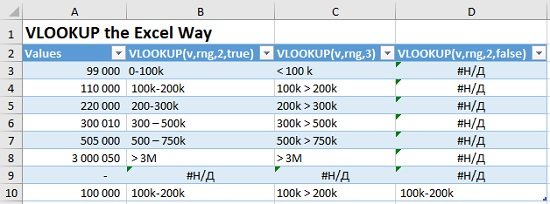 A B C D
1 VLOOKUP the Excel Way
2 Values VLOOKUP(v,rng,2,true) VLOOKUP(v,rng,3) VLOOKUP(v,rng,2,false)
3 99 000 0-100k < 100 k #Н/Д
4 110 000 100k-200k 100k > 200k #Н/Д
5 220 000 200-300k 200k > 300k #Н/Д
6 300 010 300 – 500k 300k > 500k #Н/Д
7 505 000 500 – 750k 500k > 750k #Н/Д
8 3 000 050 > 3M > 3M #Н/Д
9 - #Н/Д #Н/Д #Н/Д
10 100 000 100k-200k 100k > 200k 100k-200k